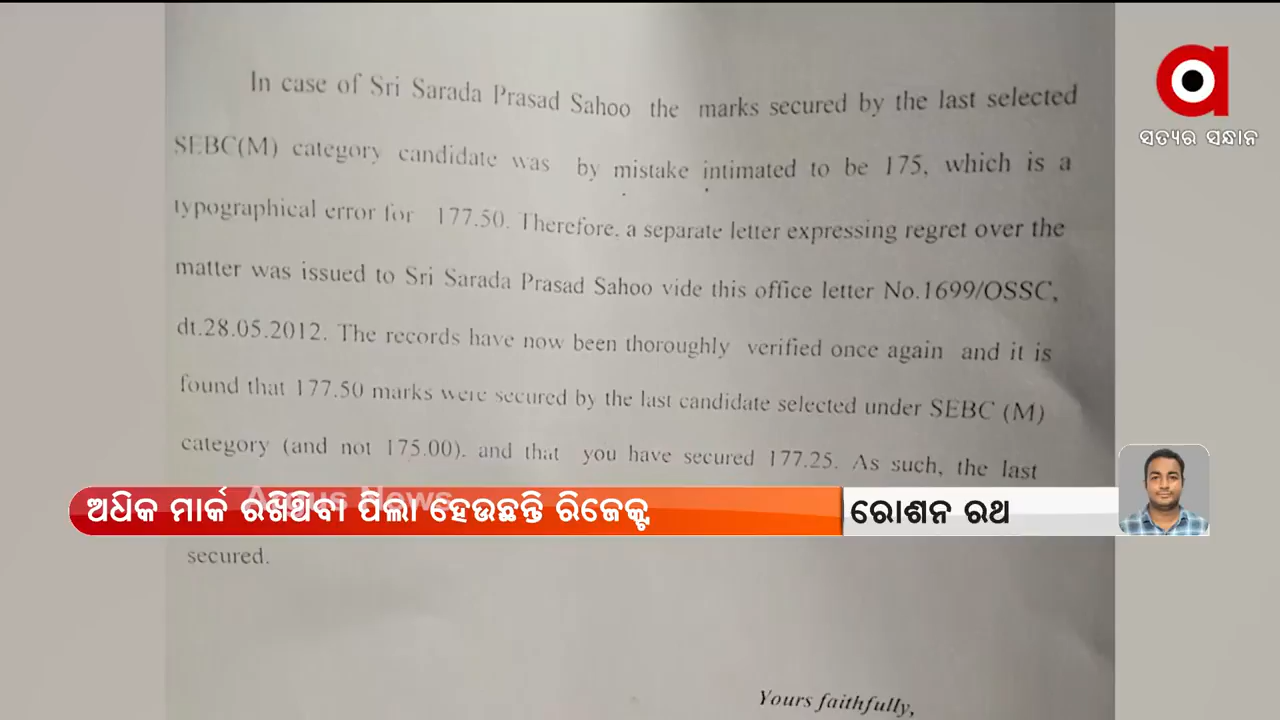 In case of Sri Sarada Prasad Sahoo the marks secured by the last selected
SEBC(M) category candidate was by mistake intimated to be 175, which is a
typographical error for 177.50. Therefore, a separate letter expressing regret over the
matter was issued to Sri Sarada Prasad Sahoo vide this office letter No.1699/OSSC,
dt.28.05.2012. The records have now been thoroughly verified once again and it is
found that 177.50 marks were secured by the last candidate selected under SEBC (M)
category (and not 175.00), and that you have secured 177.25. As such, the last
secured.
Yours faithfully,
ସତ୍ୟର ସନ୍ଧାନ
Argus News
ଅଧିକ ମାର୍କ ରଖିଥିବା ପିଲା ହେଉଛନ୍ତି ରିଜେକ୍ଟ
ରୋଶନ ରଥ